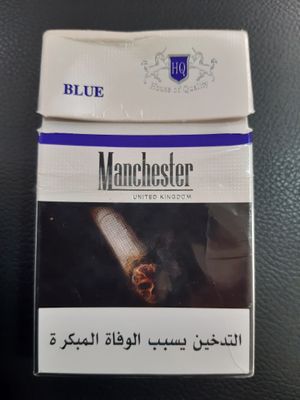 HQ
House of Quality
BLUE
Manchester
UNITED KINGDOM
التدخين يسبب الوفاة المبكرة